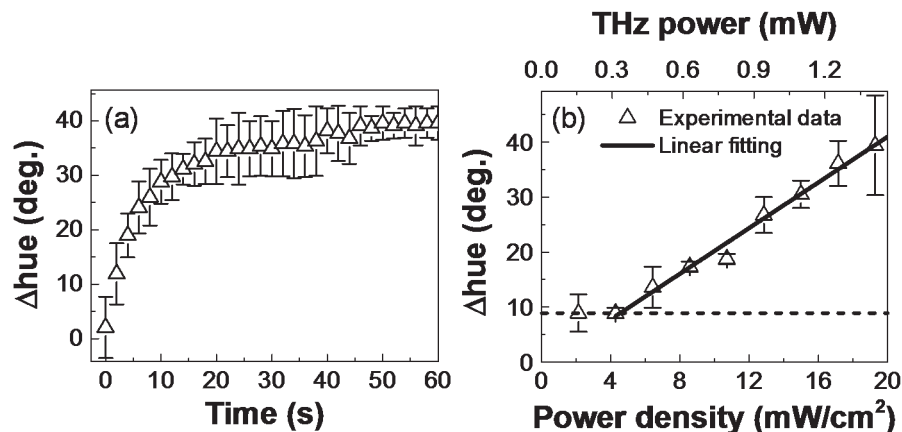 THz power (mW)
0.0 0.3 0.6 0.9 1.2
(a)
40
30
20
10
0
Δhue (deg.)
0 10 20 30 40 50 60
Time (s)
(b)
Experimental data
Linear fitting
40
30
20
10
0
Δhue (deg.)
0 4 8 12 16 20
Power density (mW/cm²)